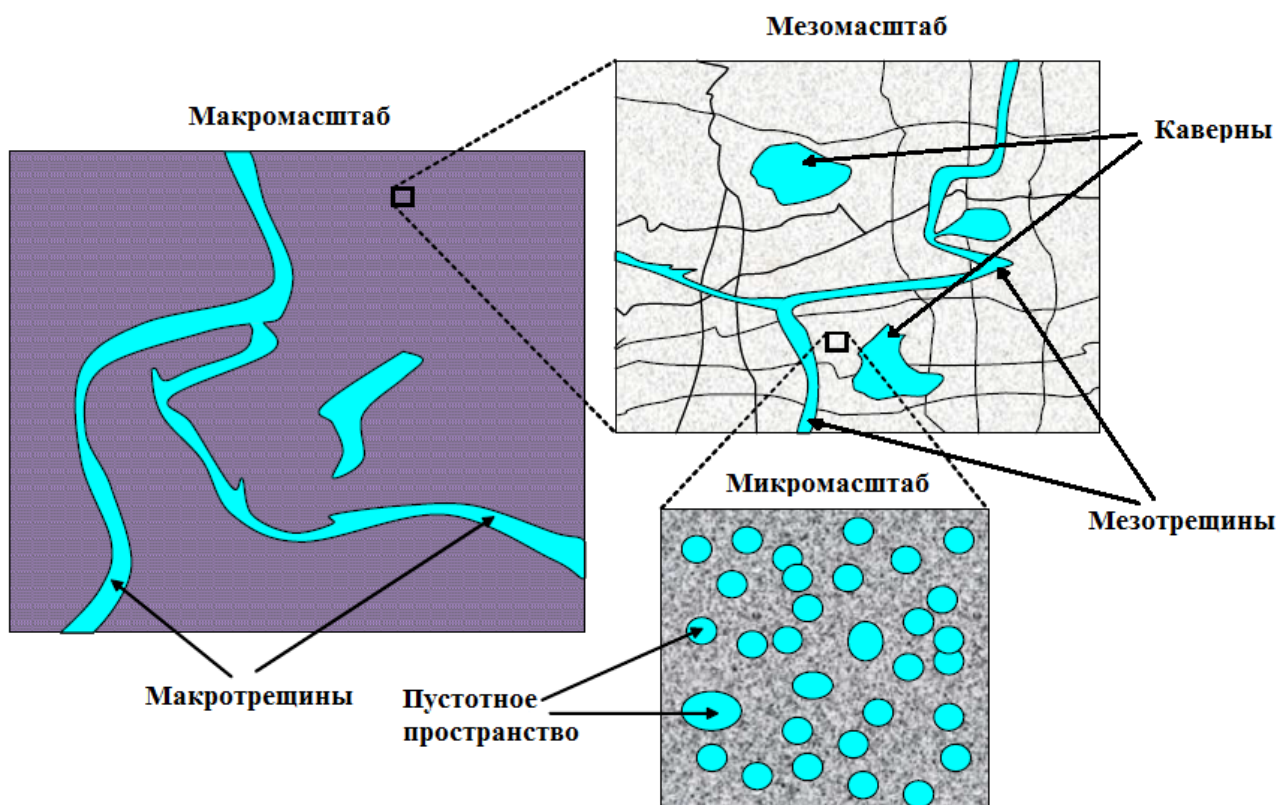 Мезомасштаб
Макромасштаб
Каверны
Микромасштаб
Мезотрещины
Макротрещины
Пустотное
пространство